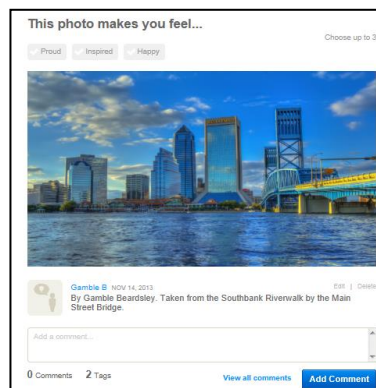 This photo makes you feel...
Choose up to 3
Proud
Inspired
Happy
Gamble B NOV 14, 2013
Edit | Delete
By Gamble Beardsley. Taken from the Southbank Riverwalk by the Main
Street Bridge.
Add a comment...
0 Comments 2 Tags
View all comments
Add Comment